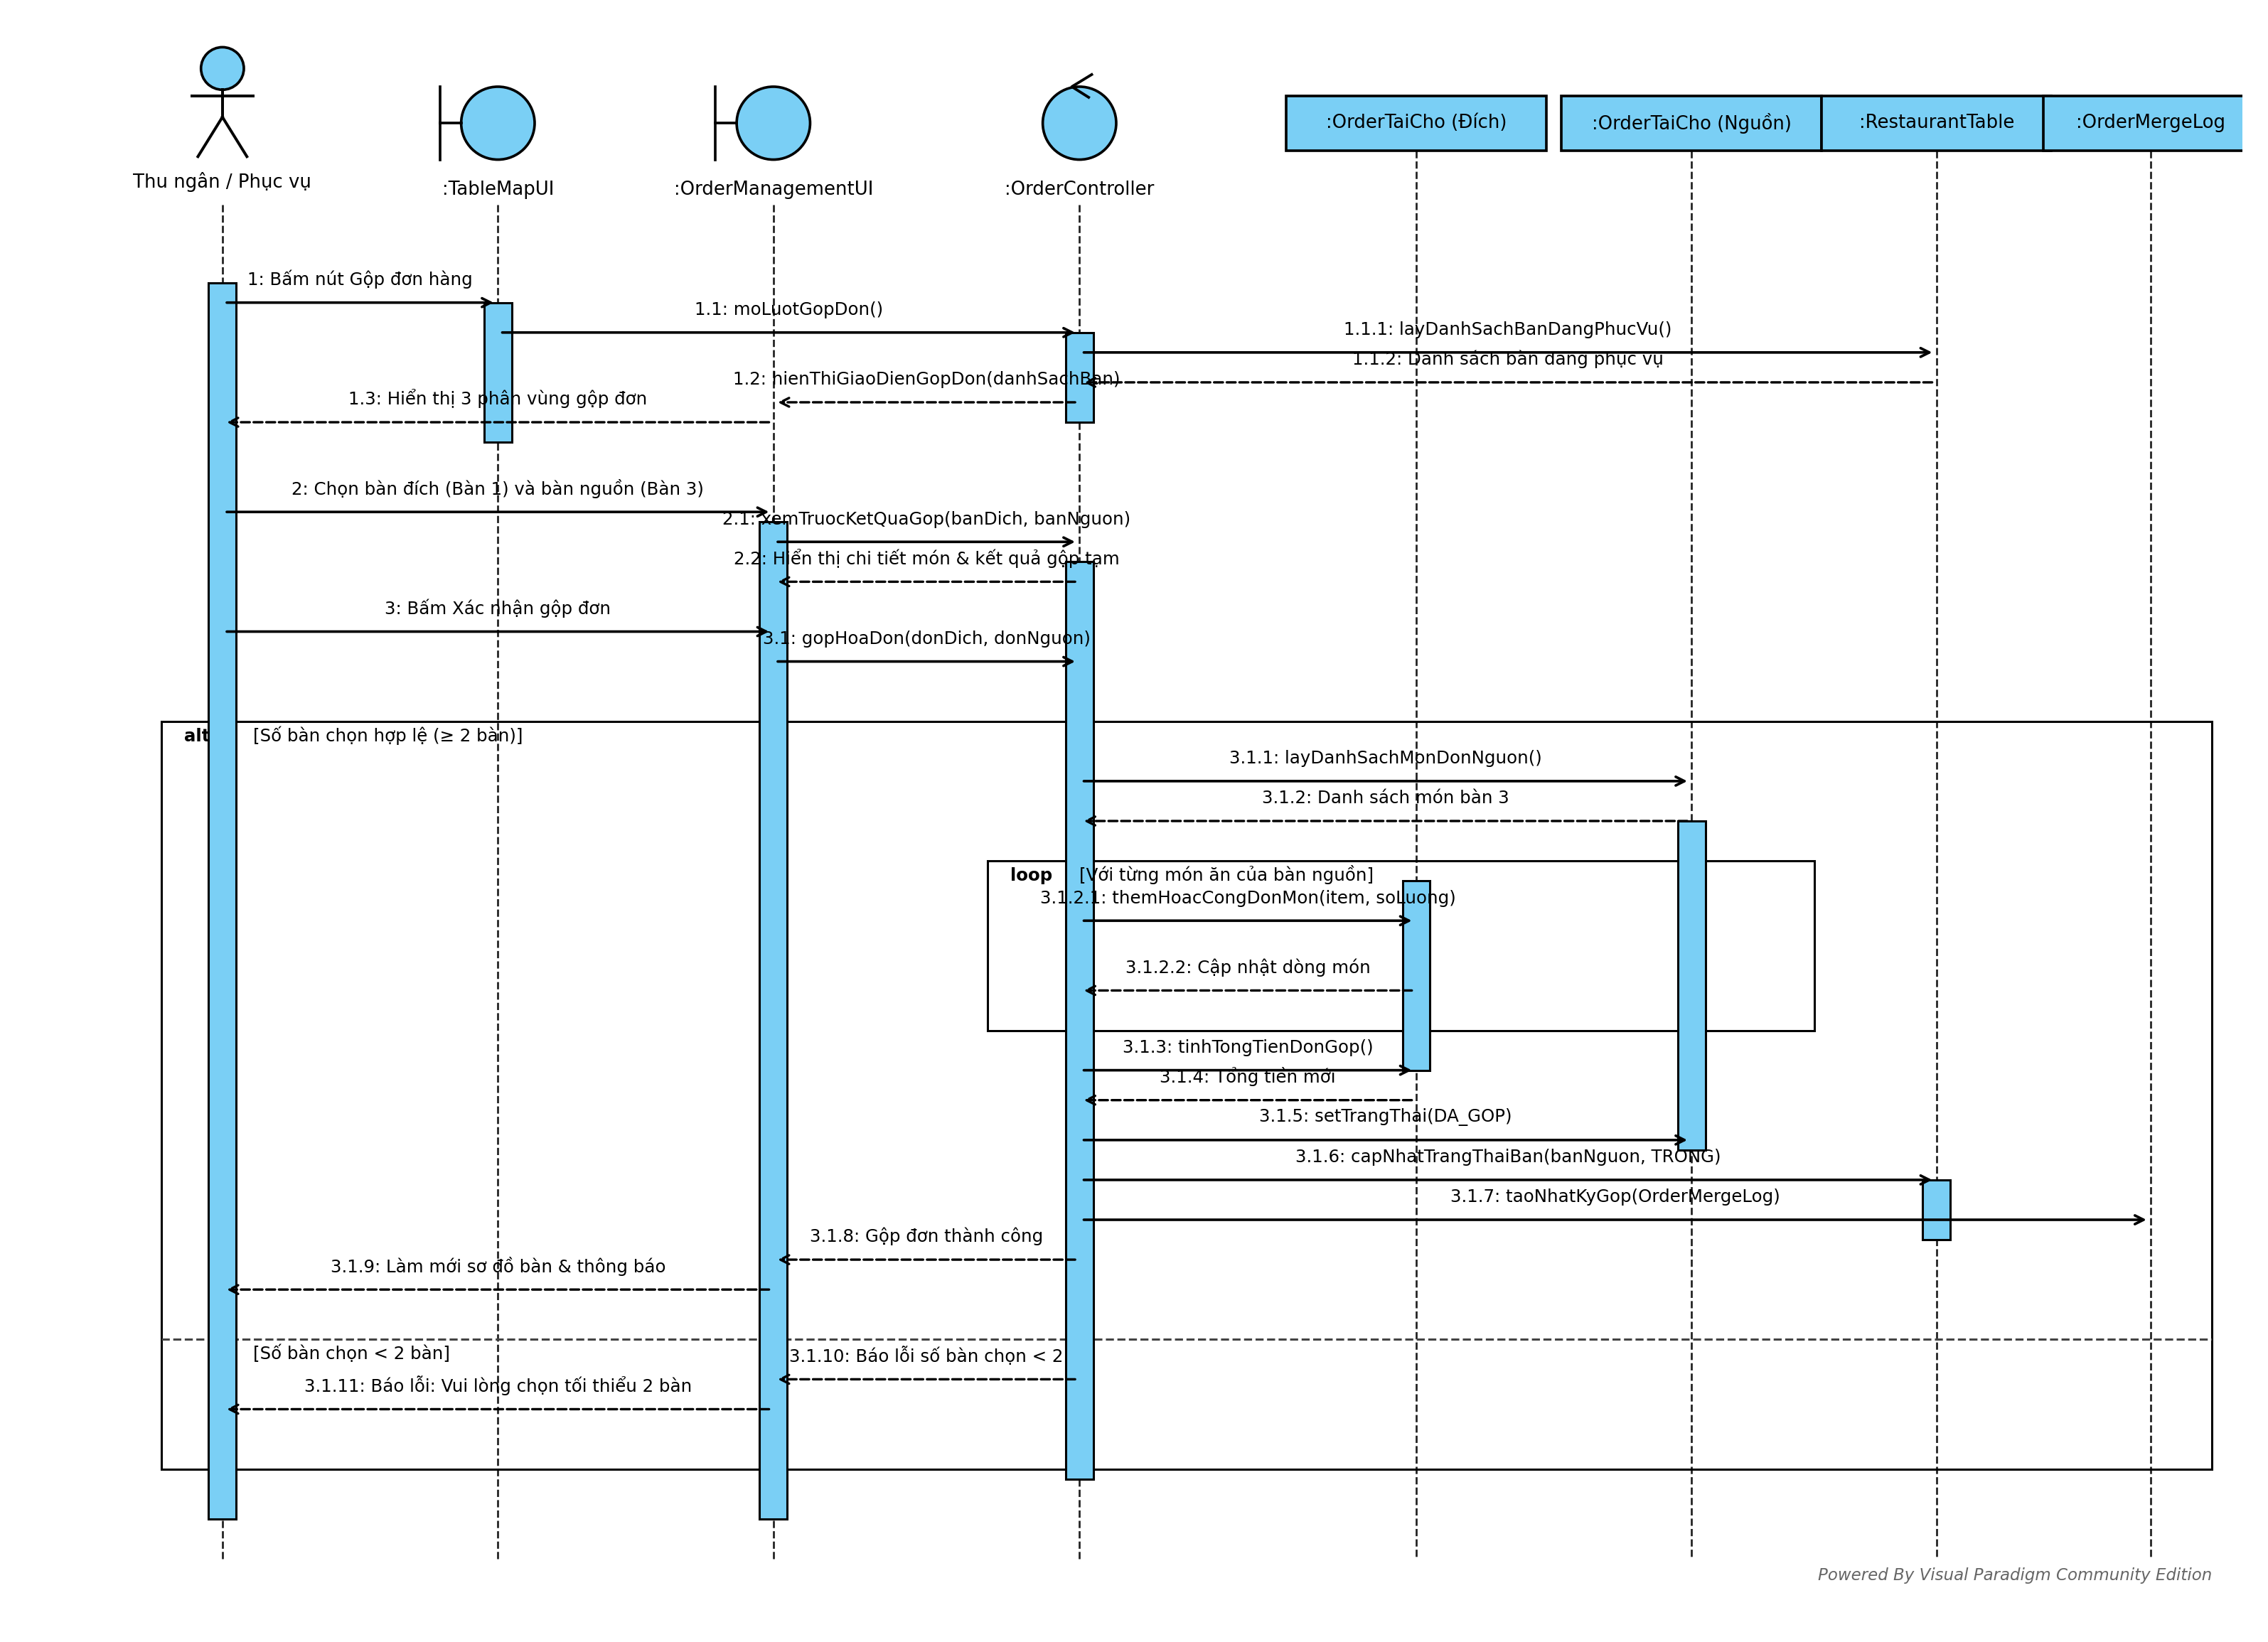 Thu ngân / Phục vụ
:TableMapUI
:OrderManagementUI
:OrderController
:OrderTaiCho (Đích)
:OrderTaiCho (Nguồn)
:RestaurantTable
:OrderMergeLog
1: Bấm nút Gộp đơn hàng
1.1: moLuotGopDon()
1.1.1: layDanhSachBanDangPhucVu()
1.1.2: Danh sách bàn đang phục vụ
1.2: hienThiGiaoDienGopDon(danhSachBan)
1.3: Hiển thị 3 phân vùng gộp đơn
2: Chọn bàn đích (Bàn 1) và bàn nguồn (Bàn 3)
2.1: xemTruocKetQuaGop(banDich, banNguon)
2.2: Hiển thị chi tiết món & kết quả gộp tạm
3: Bấm Xác nhận gộp đơn
3.1: gopHoaDon(donDich, donNguon)
alt [Số bàn chọn hợp lệ (≥ 2 bàn)]
3.1.1: layDanhSachMonDonNguon()
3.1.2: Danh sách món bàn 3
loop [Với từng món ăn của bàn nguồn]
3.1.2.1: themHoacCongDonMon(item, soLuong)
3.1.2.2: Cập nhật dòng món
3.1.3: tinhTongTienDonGop()
3.1.4: Tổng tiền mới
3.1.5: setTrangThai(DA_GOP)
3.1.6: capNhatTrangThaiBan(banNguon, TRONG)
3.1.7: taoNhatKyGop(OrderMergeLog)
3.1.8: Gộp đơn thành công
3.1.9: Làm mới sơ đồ bàn & thông báo
[Số bàn chọn < 2 bàn]
3.1.10: Báo lỗi số bàn chọn < 2
3.1.11: Báo lỗi: Vui lòng chọn tối thiểu 2 bàn
Powered By Visual Paradigm Community Edition